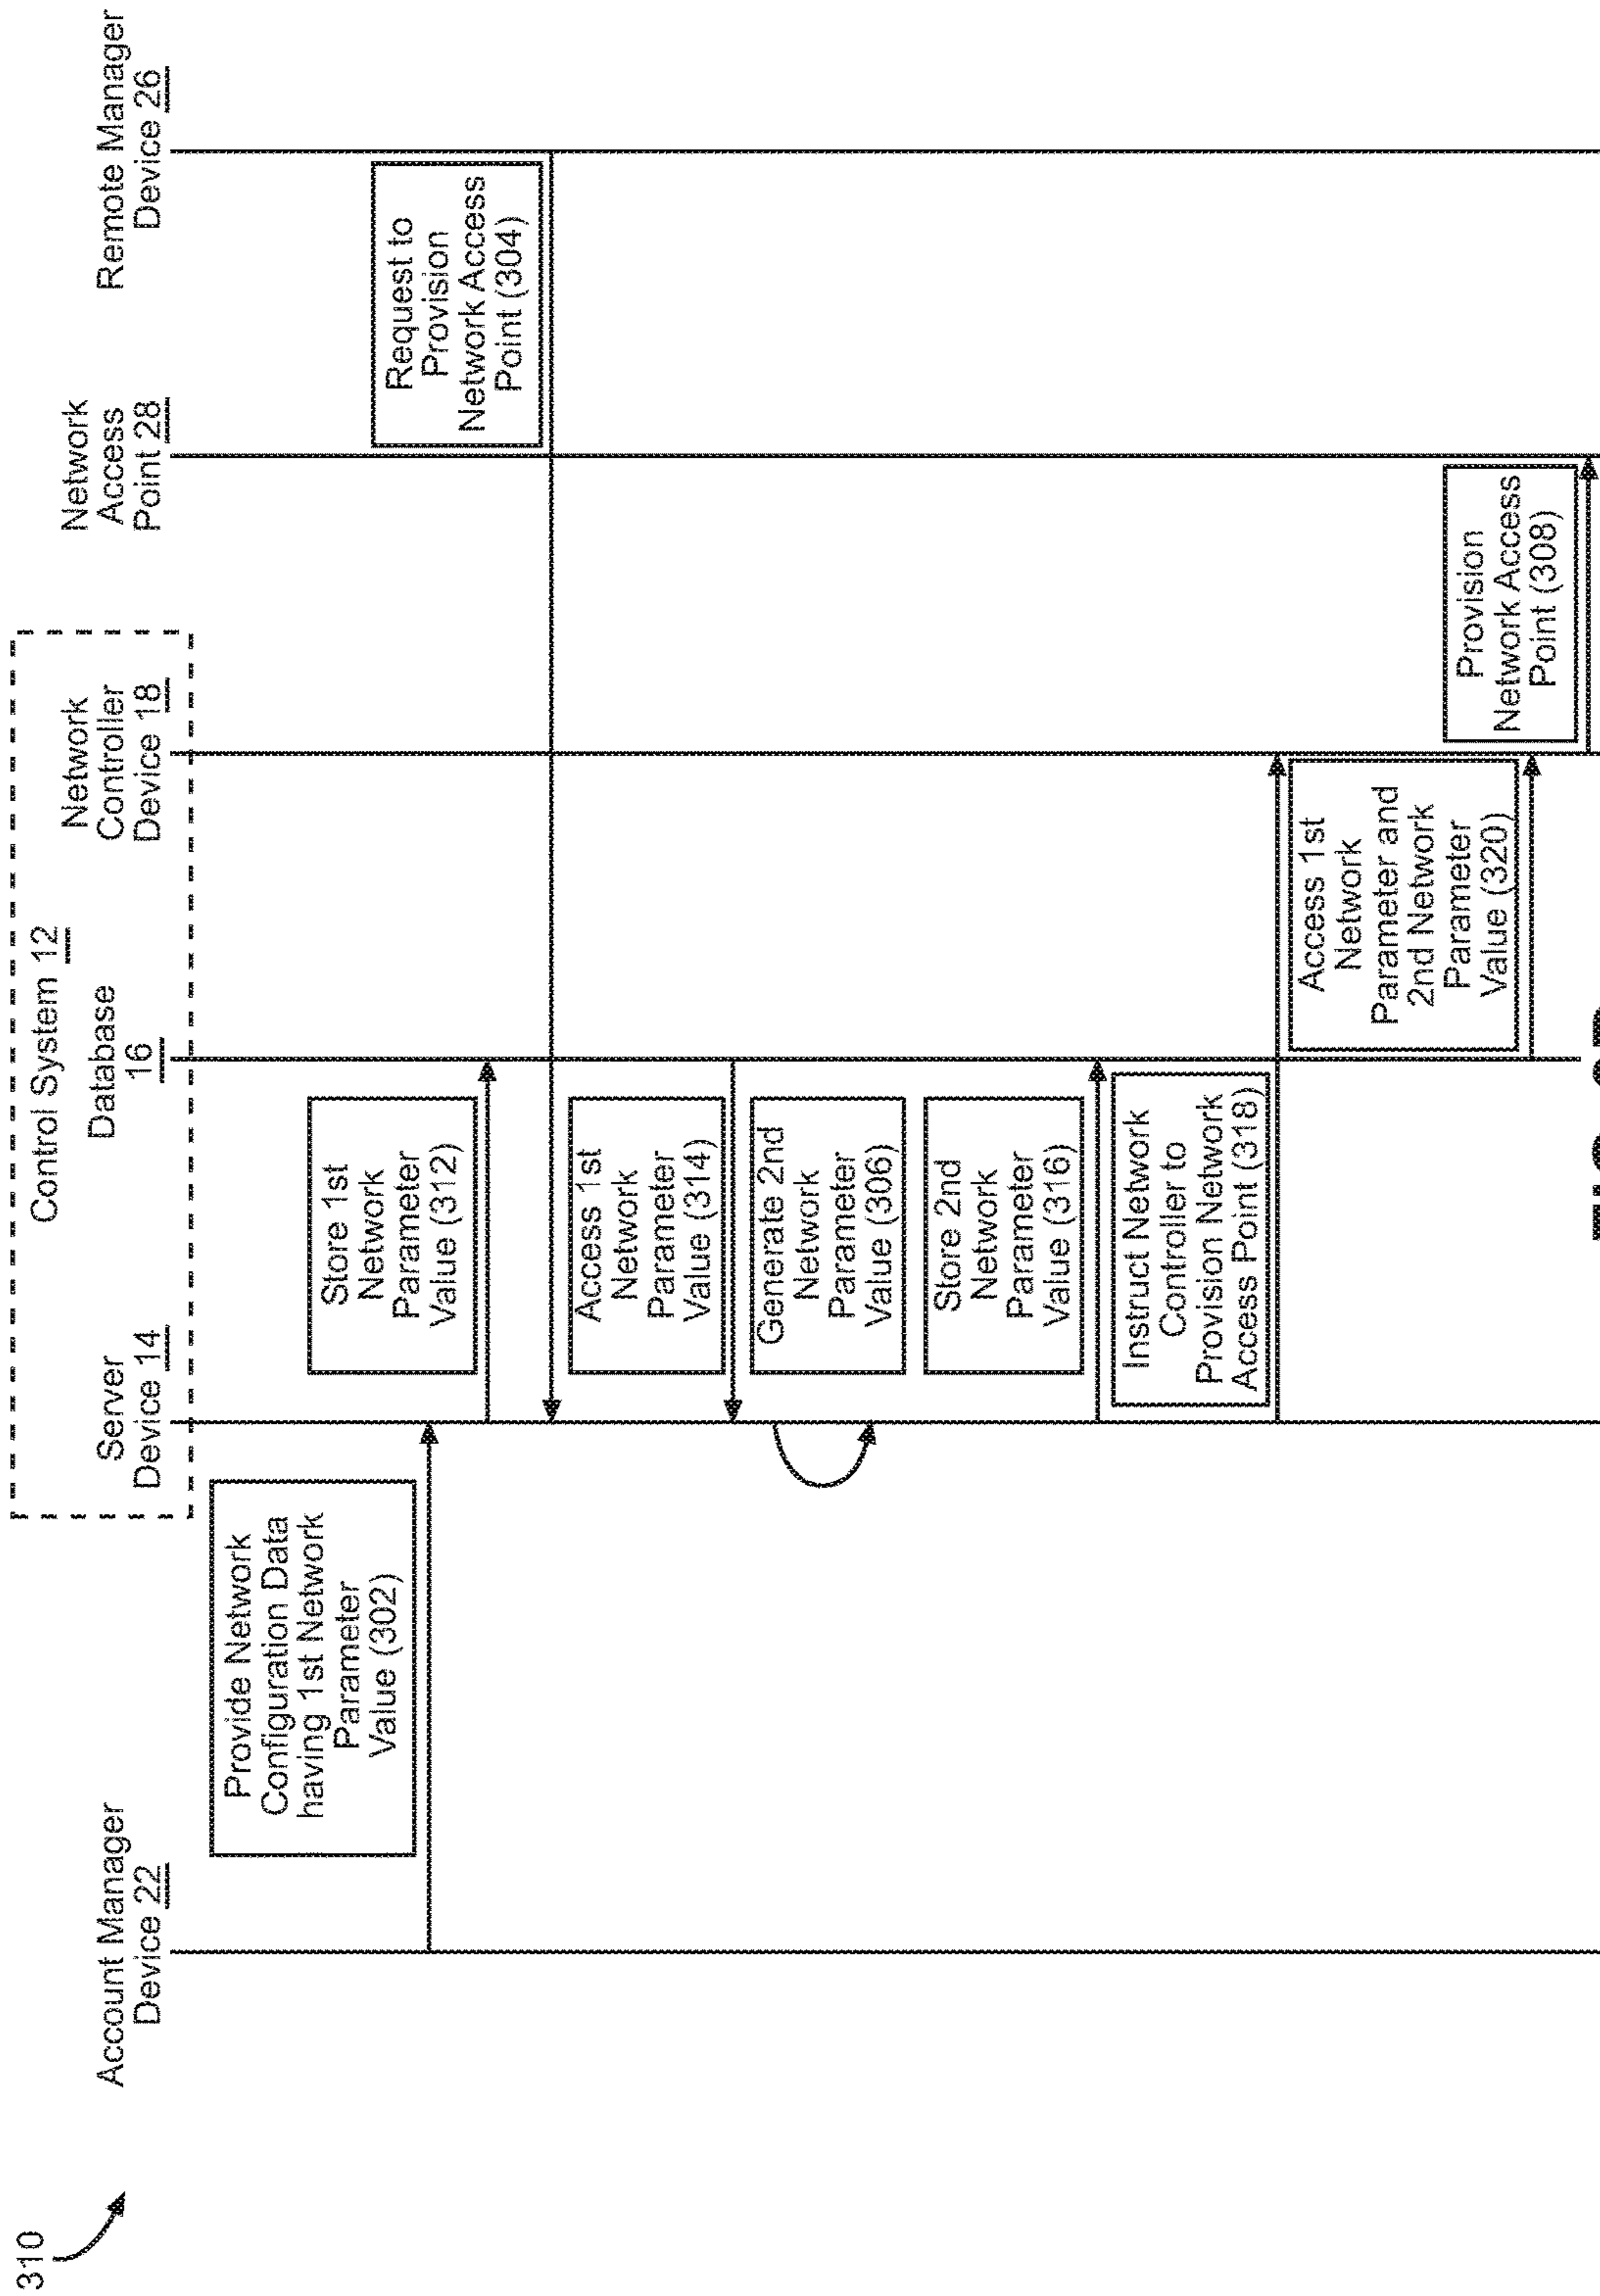 310
Control System 12
Account Manager
Device 22
Server
Device 14
Database
16
Network
Controller
Device 18
Network
Access
Point 28
Remote Manager
Device 26
Provide Network
Configuration Data
having 1st Network
Parameter
Value (302)
Store 1st
Network
Parameter
Value (312)
Request to
Provision
Network Access
Point (304)
Access 1st
Network
Parameter
Value (314)
Generate 2nd
Network
Parameter
Value (306)
Store 2nd
Network
Parameter
Value (316)
Instruct Network
Controller to
Provision Network
Access Point (318)
Access 1st
Network
Parameter and
2nd Network
Parameter
Value (320)
Provision
Network Access
Point (308)